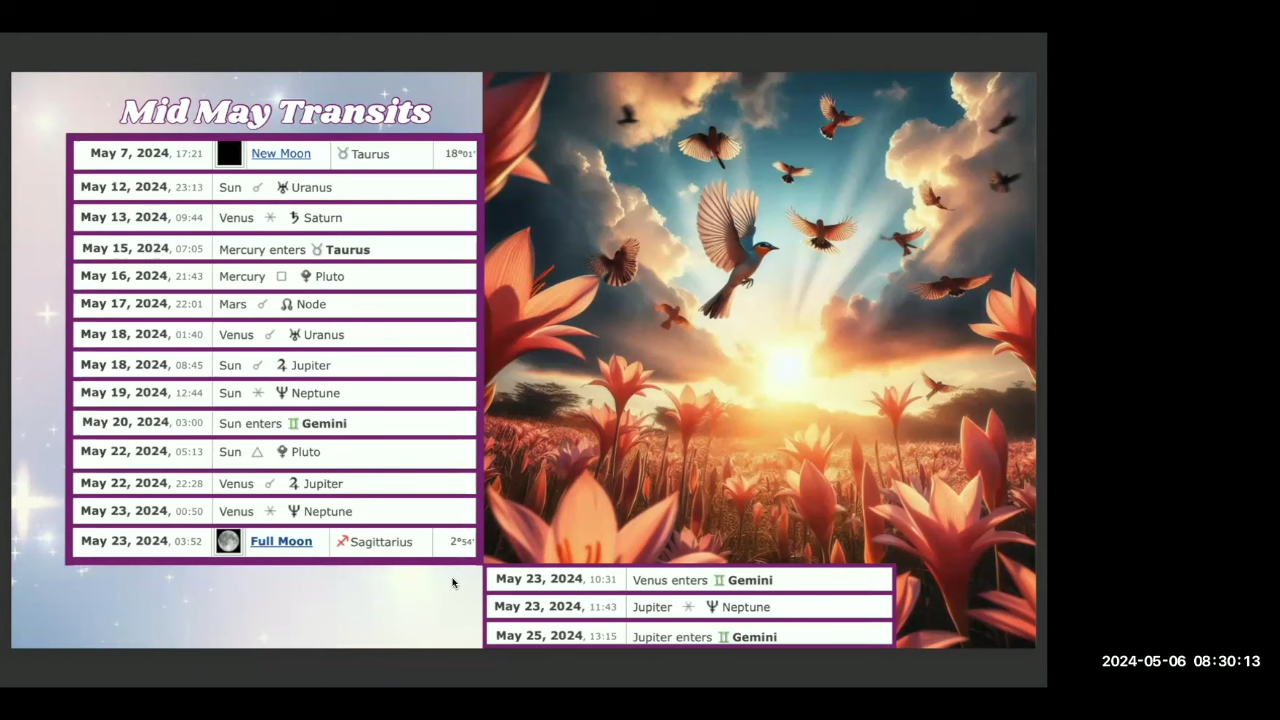 Mid May Transits
May 7, 2024, 17:21 New Moon ♉ Taurus 18°01'
May 12, 2024, 23:13 Sun ☌ ♅ Uranus
May 13, 2024, 09:44 Venus ⚹ ♄ Saturn
May 15, 2024, 07:05 Mercury enters ♉ Taurus
May 16, 2024, 21:43 Mercury □ ⯓ Pluto
May 17, 2024, 22:01 Mars ☌ ☊ Node
May 18, 2024, 01:40 Venus ☌ ♅ Uranus
May 18, 2024, 08:45 Sun ☌ ♃ Jupiter
May 19, 2024, 12:44 Sun ⚹ ♆ Neptune
May 20, 2024, 03:00 Sun enters ♊ Gemini
May 22, 2024, 05:13 Sun △ ⯓ Pluto
May 22, 2024, 22:28 Venus ☌ ♃ Jupiter
May 23, 2024, 00:50 Venus ⚹ ♆ Neptune
May 23, 2024, 03:52 Full Moon ♐ Sagittarius 2°54'
May 23, 2024, 10:31 Venus enters ♊ Gemini
May 23, 2024, 11:43 Jupiter ⚹ ♆ Neptune
May 25, 2024, 13:15 Jupiter enters ♊ Gemini
2024-05-06 08:30:13